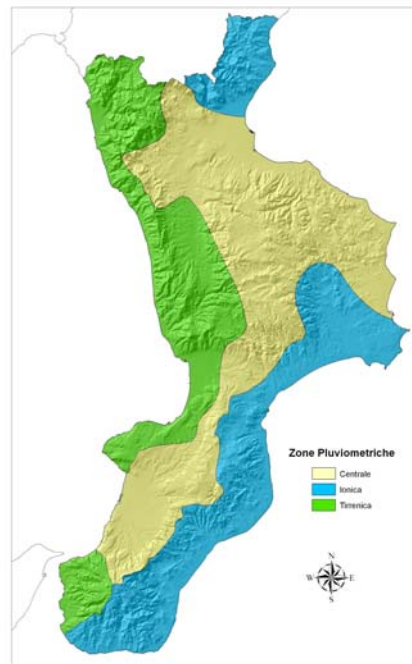 Zone Pluviometriche
Centrale
Ionica
Tirrenica
N
W E
S